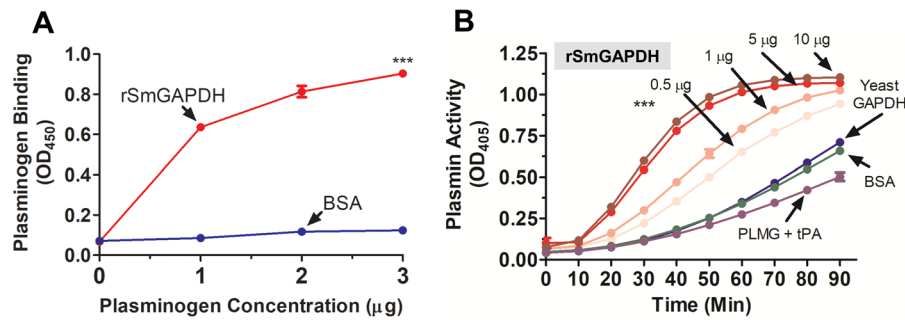 A
Plasminogen Binding
(OD450)
1.0
0.8
0.6
0.4
0.2
0.0
0
1
2
3
Plasminogen Concentration (μg)
rSmGAPDH
BSA
***
B
Plasmin Activity
(OD405)
1.25
1.00
0.75
0.50
0.25
0.00
0
10
20
30
40
50
60
70
80
90
Time (Min)
rSmGAPDH
***
0.5 μg
1 μg
5 μg
10 μg
Yeast
GAPDH
BSA
PLMG + tPA